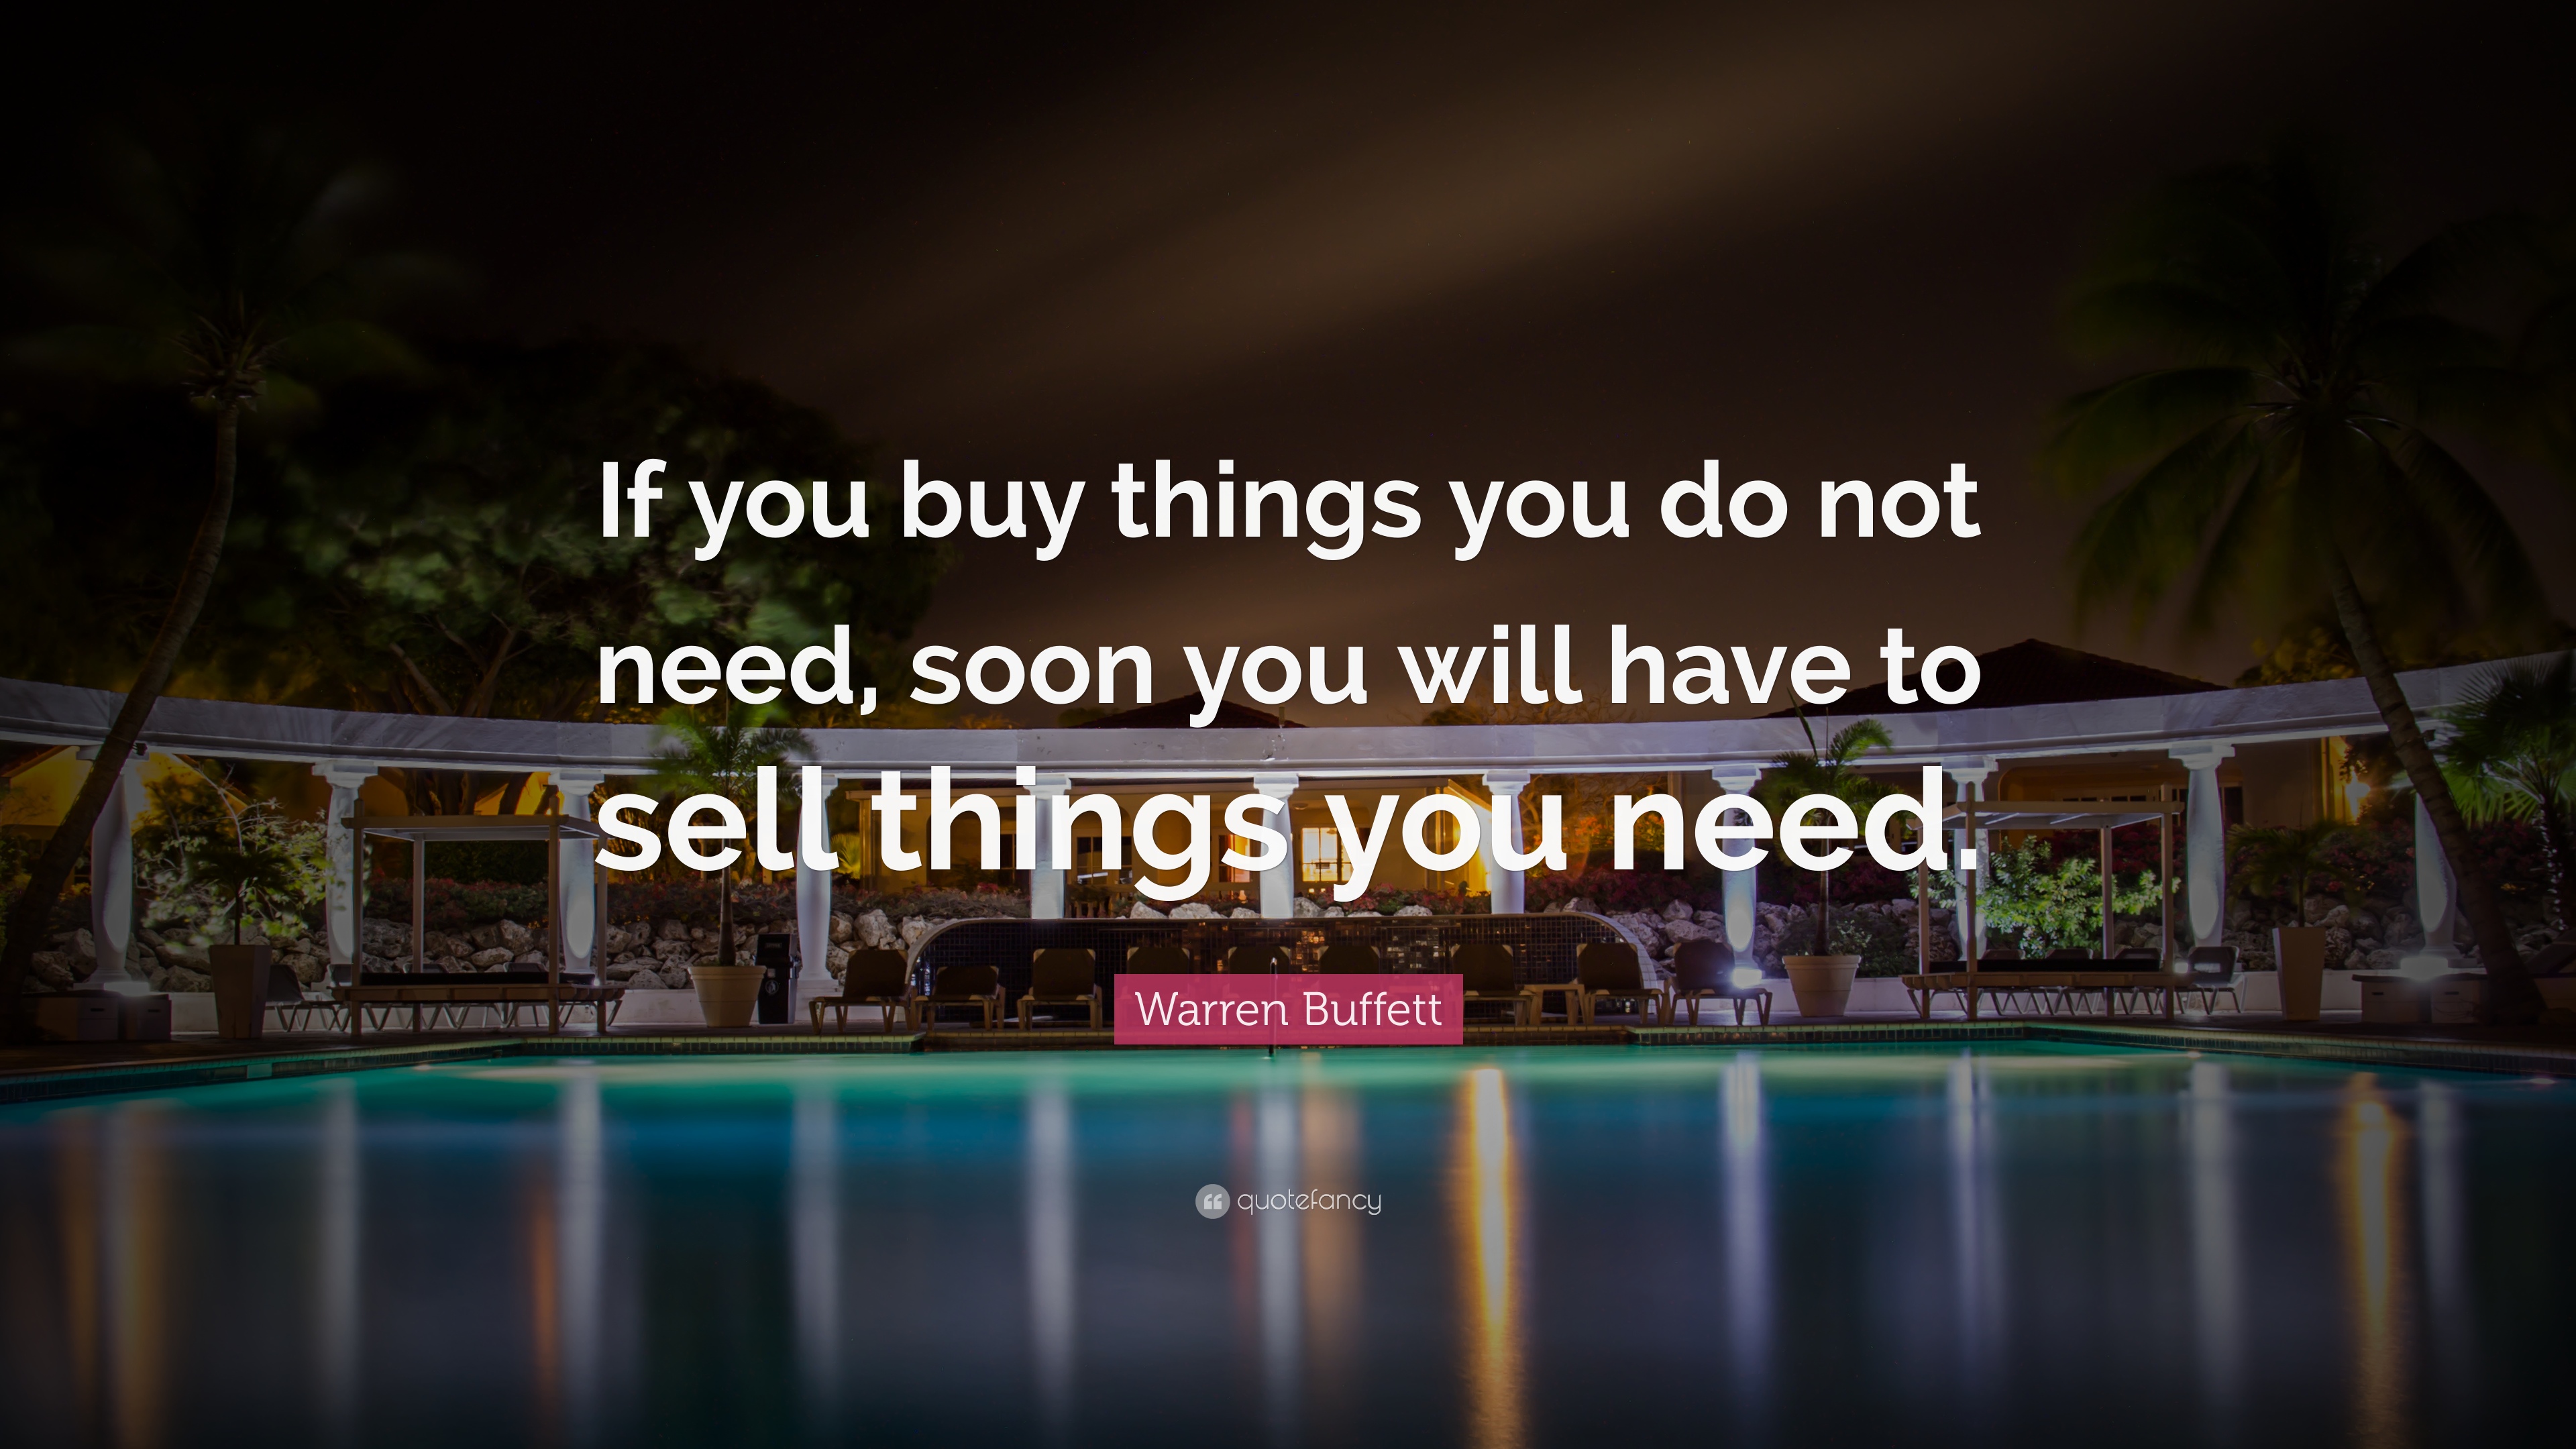 If you buy things you do not
need, soon you will have to
sell things you need.
Warren Buffett
quotefancy